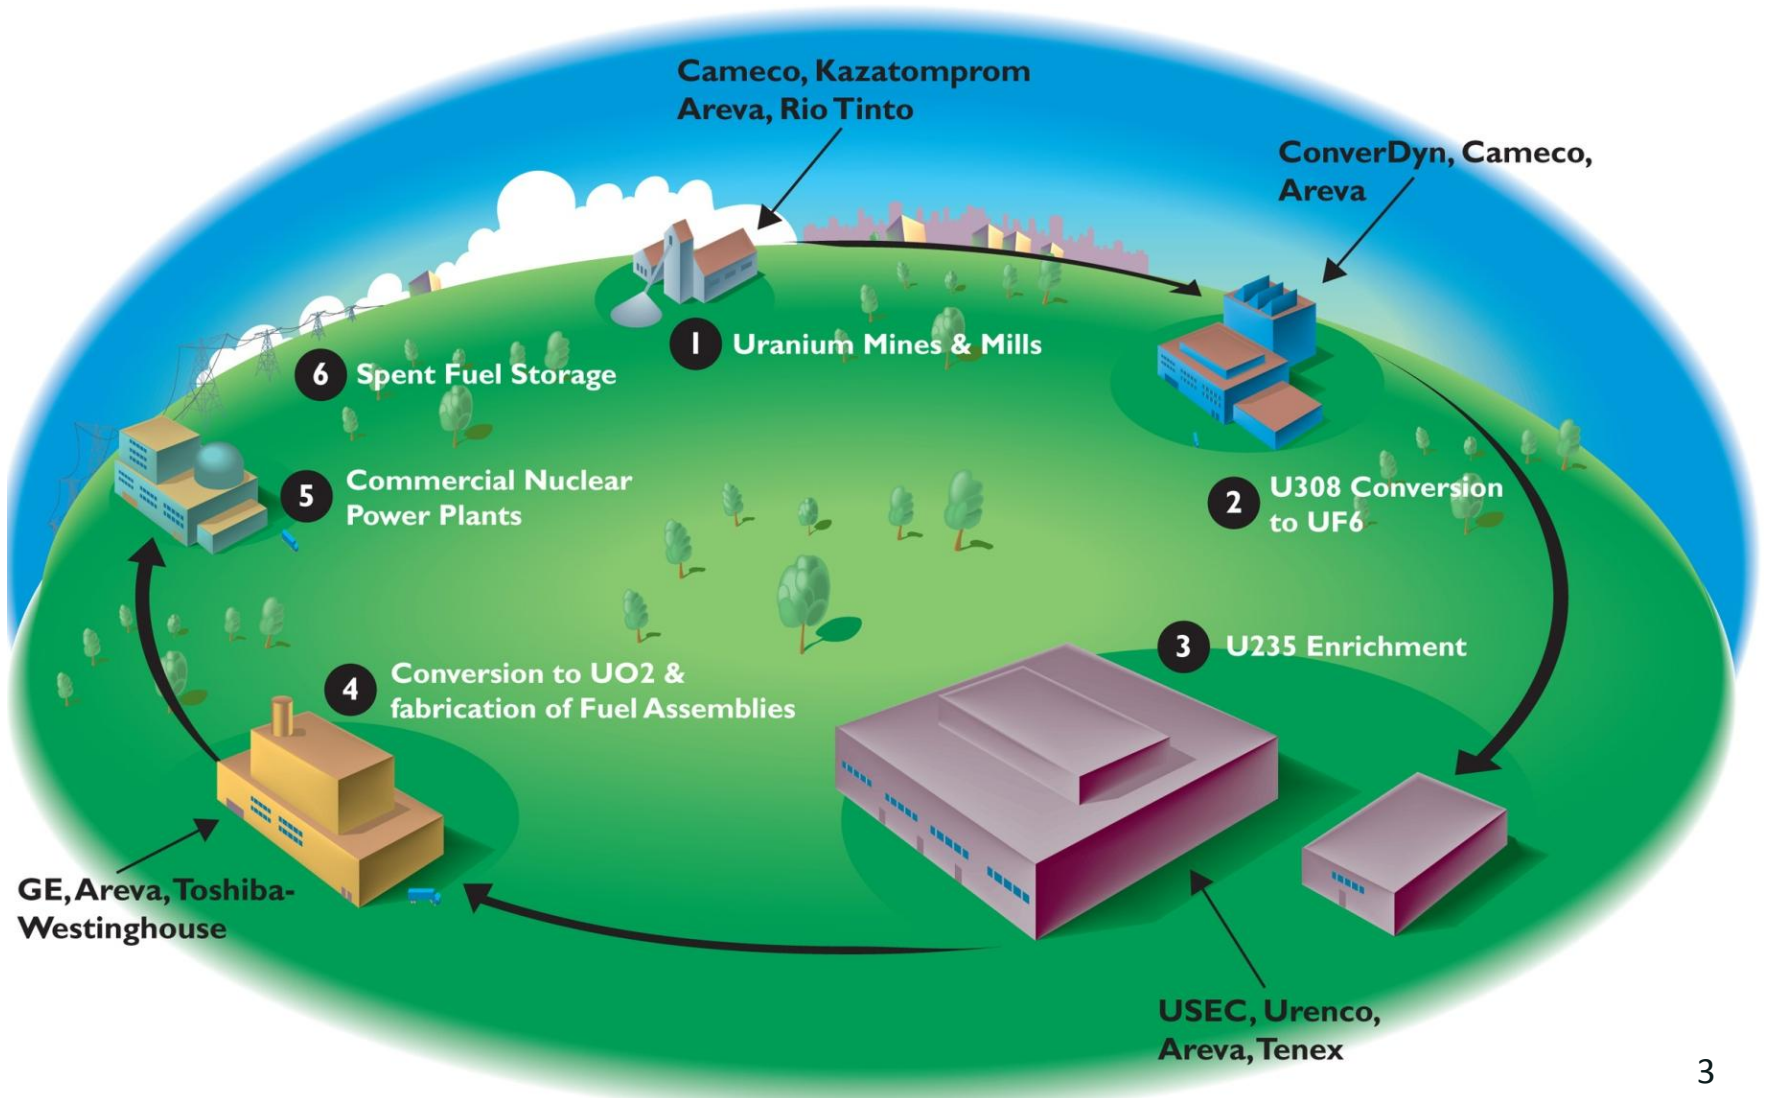 Cameco, Kazatomprom
Areva, Rio Tinto
ConverDyn, Cameco,
Areva
1 Uranium Mines & Mills
2 U308 Conversion
to UF6
3 U235 Enrichment
USEC, Urenco,
Areva, Tenex
4 Conversion to UO2 &
fabrication of Fuel Assemblies
GE, Areva, Toshiba-
Westinghouse
5 Commercial Nuclear
Power Plants
6 Spent Fuel Storage
3